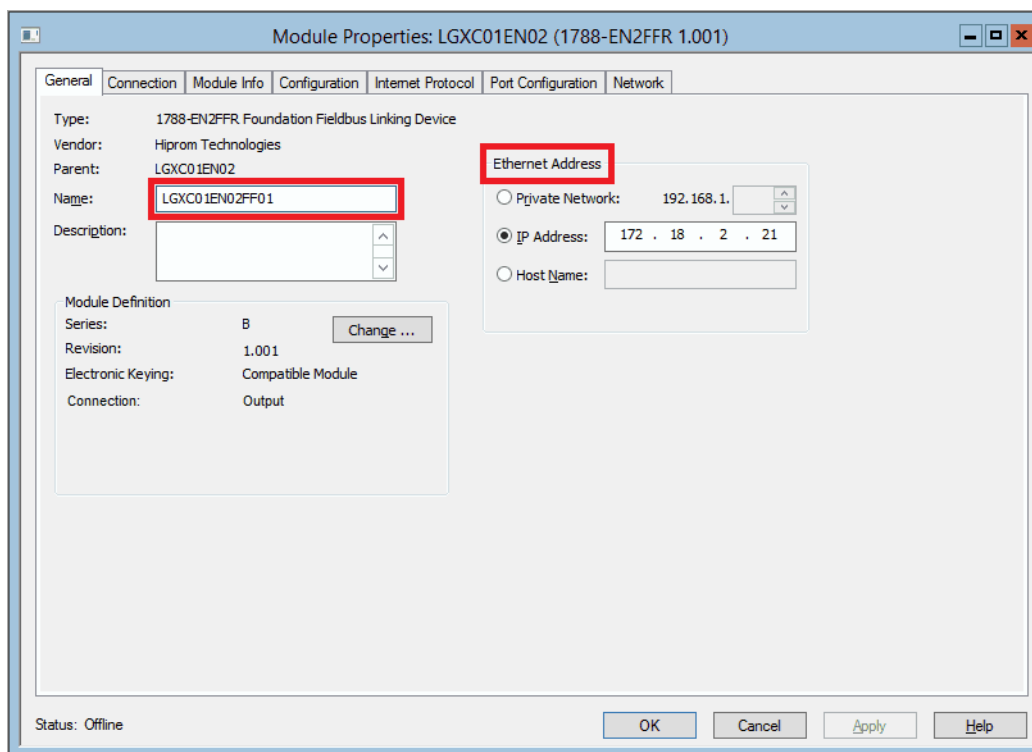 Module Properties: LGXC01EN02 (1788-EN2FFR 1.001)
General Connection Module Info Configuration Internet Protocol Port Configuration Network
Type: 1788-EN2FFR Foundation Fieldbus Linking Device
Vendor: Hiprom Technologies
Parent: LGXC01EN02
Name: LGXC01EN02FF01
Description:
Ethernet Address
Private Network: 192.168.1.
IP Address: 172 . 18 . 2 . 21
Host Name:
Module Definition
Series: B
Change ...
Revision: 1.001
Electronic Keying: Compatible Module
Connection: Output
Status: Offline
OK Cancel Apply Help